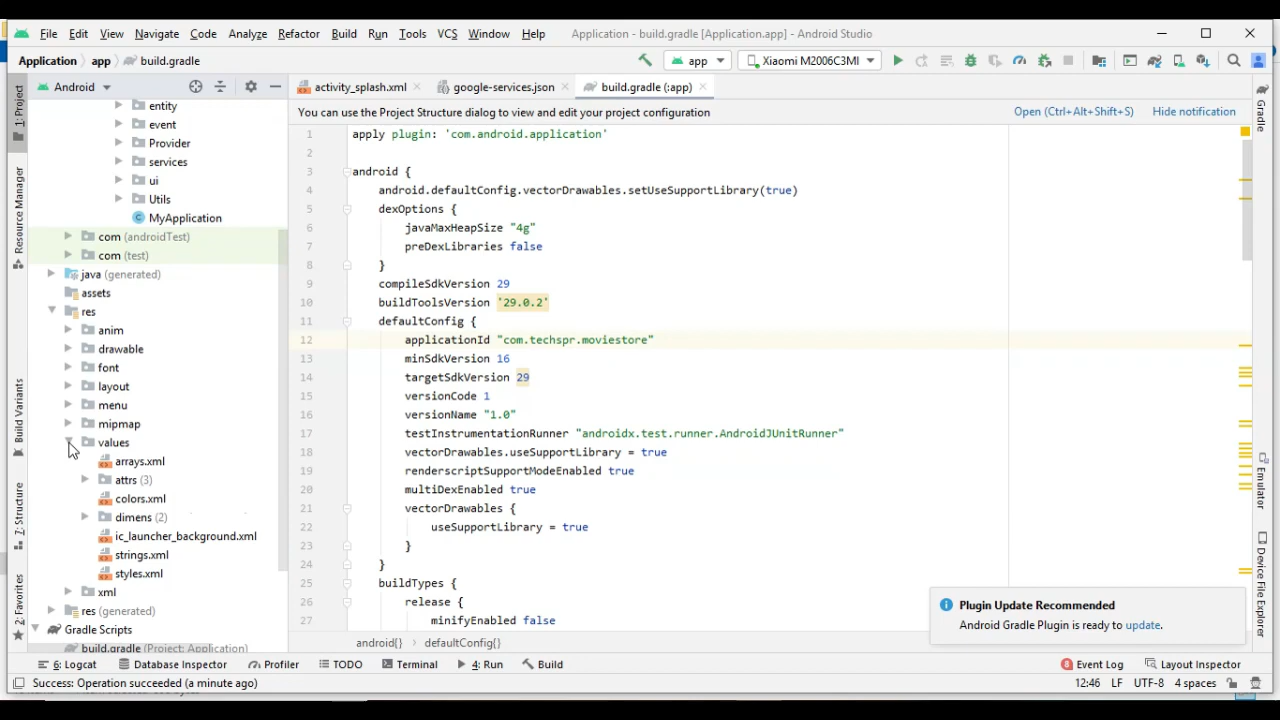 File Edit View Navigate Code Analyze Refactor Build Run Tools VCS Window Help Application - build.gradle [Application.app] - Android Studio
Application app build.gradle app Xiaomi M2006C3MI
Android activity_splash.xml google-services.json build.gradle (:app)
You can use the Project Structure dialog to view and edit your project configuration Open (Ctrl+Alt+Shift+S) Hide notification
1: Project
Resource Manager
Build Variants
7: Structure
2: Favorites
entity
event
Provider
services
ui
Utils
MyApplication
com (androidTest)
com (test)
java (generated)
assets
res
anim
drawable
font
layout
menu
mipmap
values
arrays.xml
attrs (3)
colors.xml
dimens (2)
ic_launcher_background.xml
strings.xml
styles.xml
xml
res (generated)
Gradle Scripts
build.gradle (Project: Application)
1 apply plugin: 'com.android.application'
2
3 android {
4 android.defaultConfig.vectorDrawables.setUseSupportLibrary(true)
5 dexOptions {
6 javaMaxHeapSize "4g"
7 preDexLibraries false
8 }
9 compileSdkVersion 29
10 buildToolsVersion '29.0.2'
11 defaultConfig {
12 applicationId "com.techspr.moviestore"
13 minSdkVersion 16
14 targetSdkVersion 29
15 versionCode 1
16 versionName "1.0"
17 testInstrumentationRunner "androidx.test.runner.AndroidJUnitRunner"
18 vectorDrawables.useSupportLibrary = true
19 renderscriptSupportModeEnabled true
20 multiDexEnabled true
21 vectorDrawables {
22 useSupportLibrary = true
23 }
24 }
25 buildTypes {
26 release {
27 minifyEnabled false
android{} › defaultConfig{}
Gradle
Emulator
Device File Explorer
Plugin Update Recommended
Android Gradle Plugin is ready to update.
6: Logcat Database Inspector Profiler TODO Terminal 4: Run Build 8 Event Log Layout Inspector
Success: Operation succeeded (a minute ago) 12:46 LF UTF-8 4 spaces